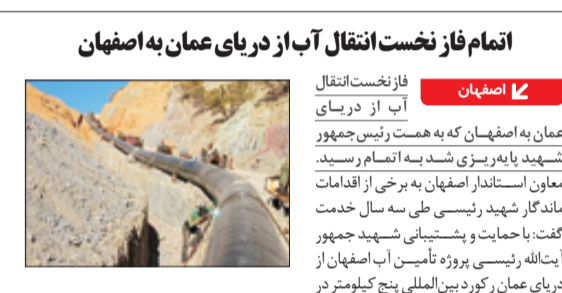 اتمام فاز نخست انتقال آب از دریای عمان به اصفهان
اصفهان
فاز نخست انتقال
آب از دریای
عمان به اصفهان که به همت رئیس‌جمهور
شهید پایه‌ریزی شد به اتمام رسید.
معاون استاندار اصفهان به برخی از اقدامات
ماندگار شهید رئیسی طی سه سال خدمت
گفت: با حمایت و پشتیبانی شهید جمهور
آیت‌الله رئیسی پروژه تأمین آب اصفهان از
دریای عمان رکورد بین‌المللی پنج کیلومتر در